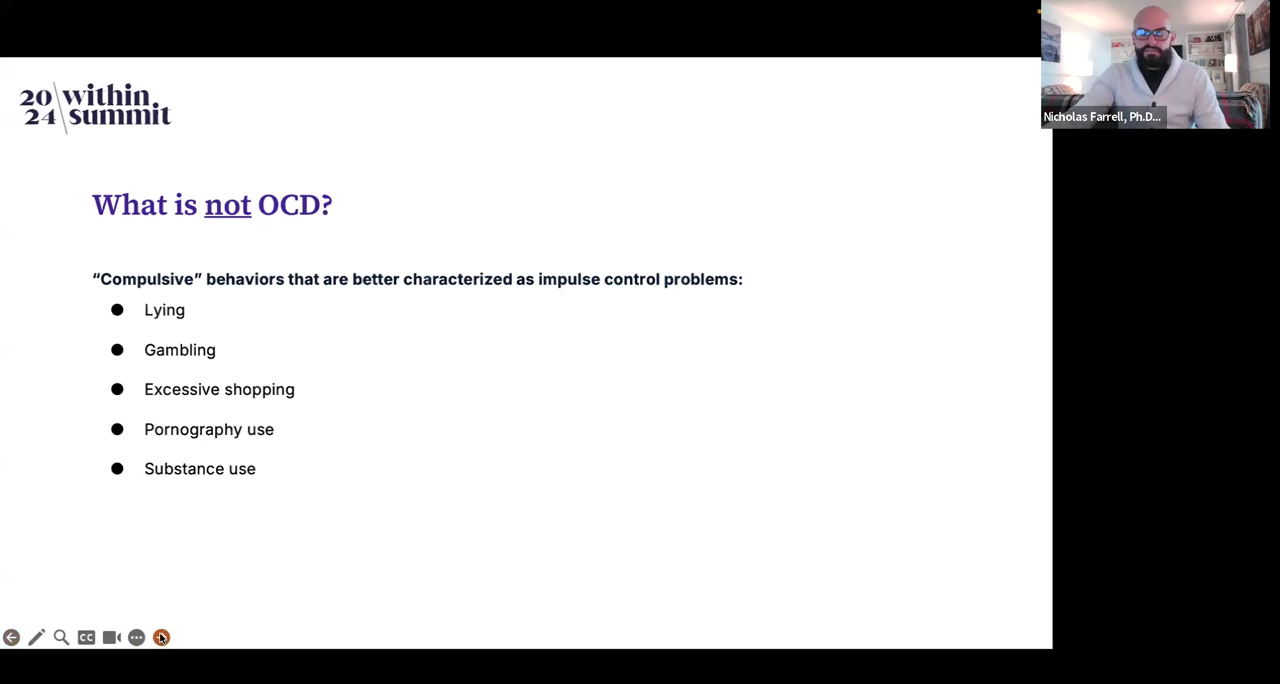 20 within
24 summit
Nicholas Farrell, Ph.D...
What is not OCD?
“Compulsive” behaviors that are better characterized as impulse control problems:
● Lying
● Gambling
● Excessive shopping
● Pornography use
● Substance use
CC